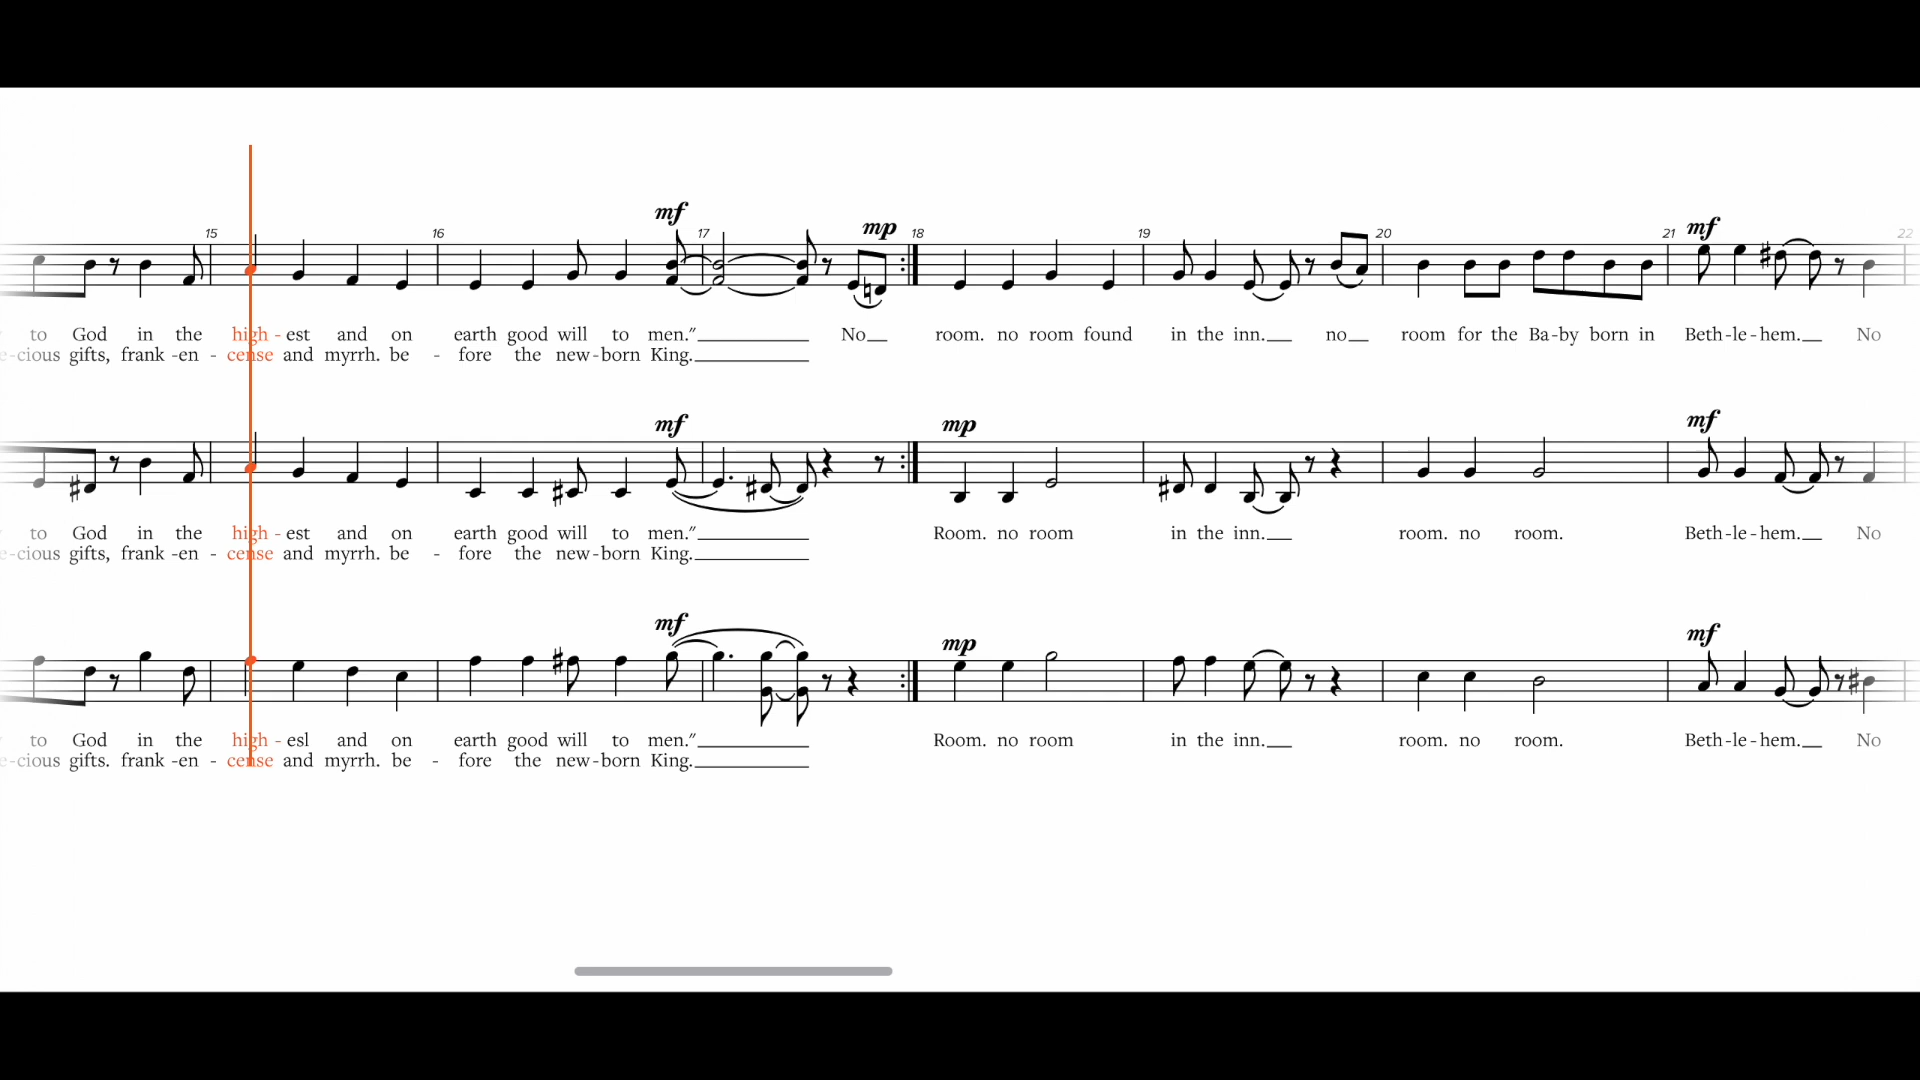 mf
15 16 17 mp 18 19 20 21 mf 22
to God in the high - est and on earth good will to men.” No room. no room found in the inn. no room for the Ba-by born in Beth-le-hem. No
e-cious gifts, frank-en - cense and myrrh. be - fore the new-born King.
mf mp mf
to God in the high - est and on earth good will to men.” Room. no room in the inn. room. no room. Beth-le-hem. No
e-cious gifts, frank-en - cense and myrrh. be - fore the new-born King.
mf mp mf
to God in the high - esl and on earth good will to men.” Room. no room in the inn. room. no room. Beth-le-hem. No
e-cious gifts. frank-en - cense and myrrh. be - fore the new-born King.